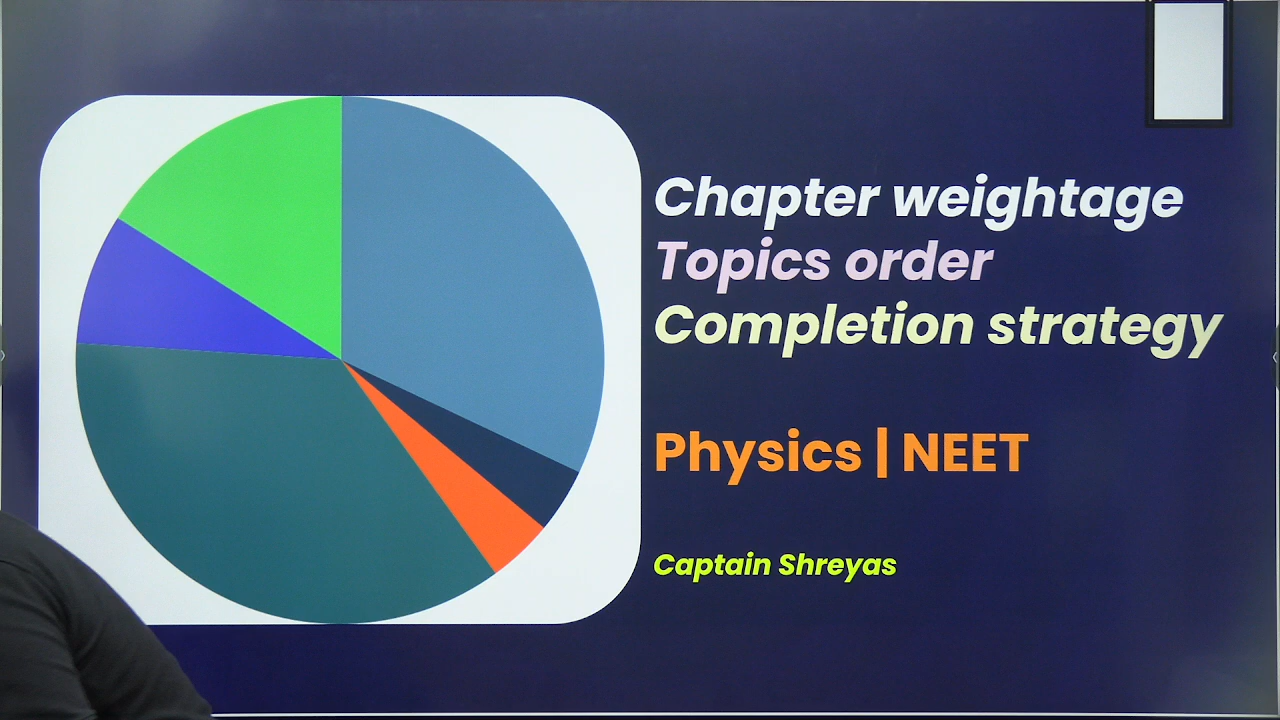 Chapter weightage
Topics order
Completion strategy
Physics | NEET
Captain Shreyas